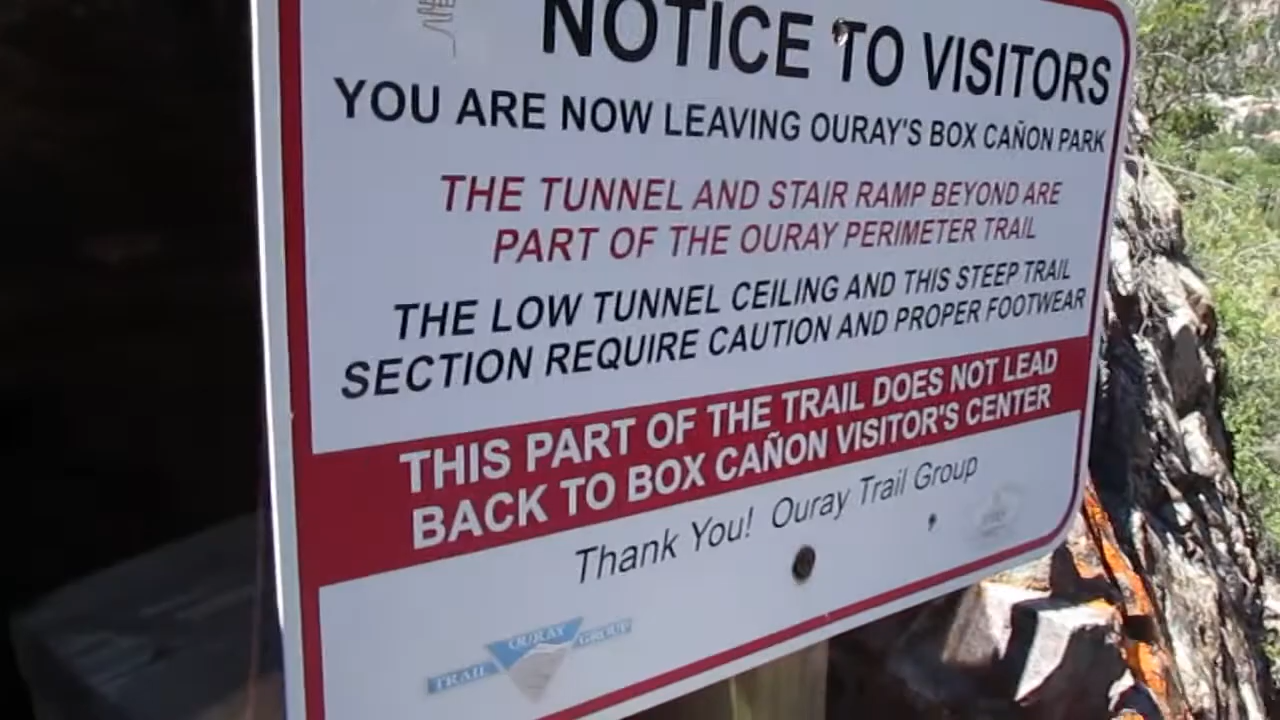 NOTICE TO VISITORS
YOU ARE NOW LEAVING OURAY'S BOX CAÑON PARK
THE TUNNEL AND STAIR RAMP BEYOND ARE
PART OF THE OURAY PERIMETER TRAIL
THE LOW TUNNEL CEILING AND THIS STEEP TRAIL
SECTION REQUIRE CAUTION AND PROPER FOOTWEAR
THIS PART OF THE TRAIL DOES NOT LEAD
BACK TO BOX CAÑON VISITOR'S CENTER
Thank You! Ouray Trail Group
TRAIL OURAY GROUP